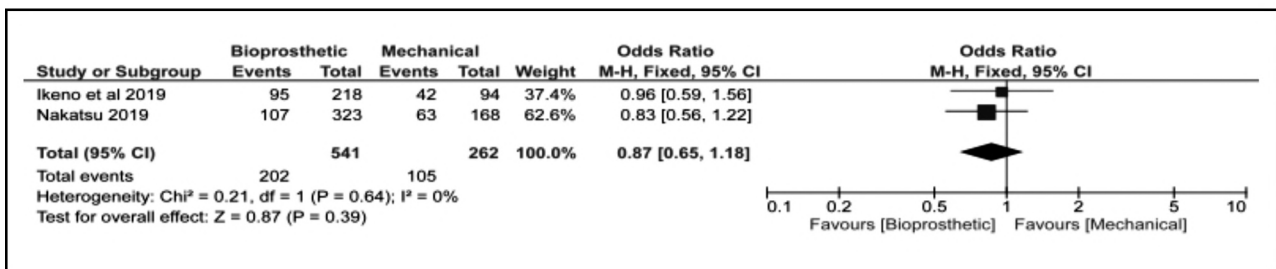 Bioprosthetic Mechanical Odds Ratio Odds Ratio
Study or Subgroup Events Total Events Total Weight M-H, Fixed, 95% CI M-H, Fixed, 95% CI
Ikeno et al 2019 95 218 42 94 37.4% 0.96 [0.59, 1.56]
Nakatsu 2019 107 323 63 168 62.6% 0.83 [0.56, 1.22]
Total (95% CI) 541 262 100.0% 0.87 [0.65, 1.18]
Total events 202 105
Heterogeneity: Chi² = 0.21, df = 1 (P = 0.64); I² = 0%
Test for overall effect: Z = 0.87 (P = 0.39)
0.1 0.2 0.5 1 2 5 10
Favours [Bioprosthetic] Favours [Mechanical]